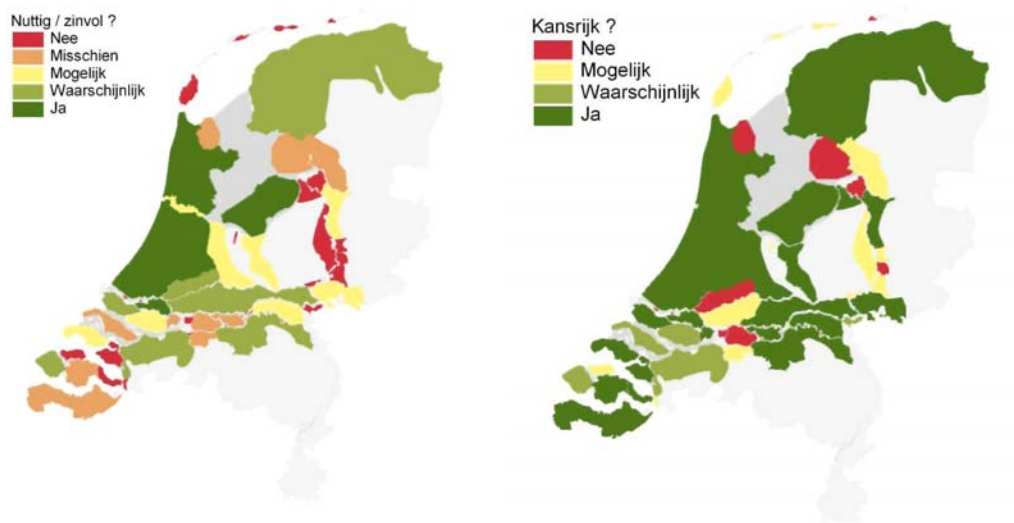 Nuttig / zinvol ?
Nee
Misschien
Mogelijk
Waarschijnlijk
Ja
Kansrijk ?
Nee
Mogelijk
Waarschijnlijk
Ja